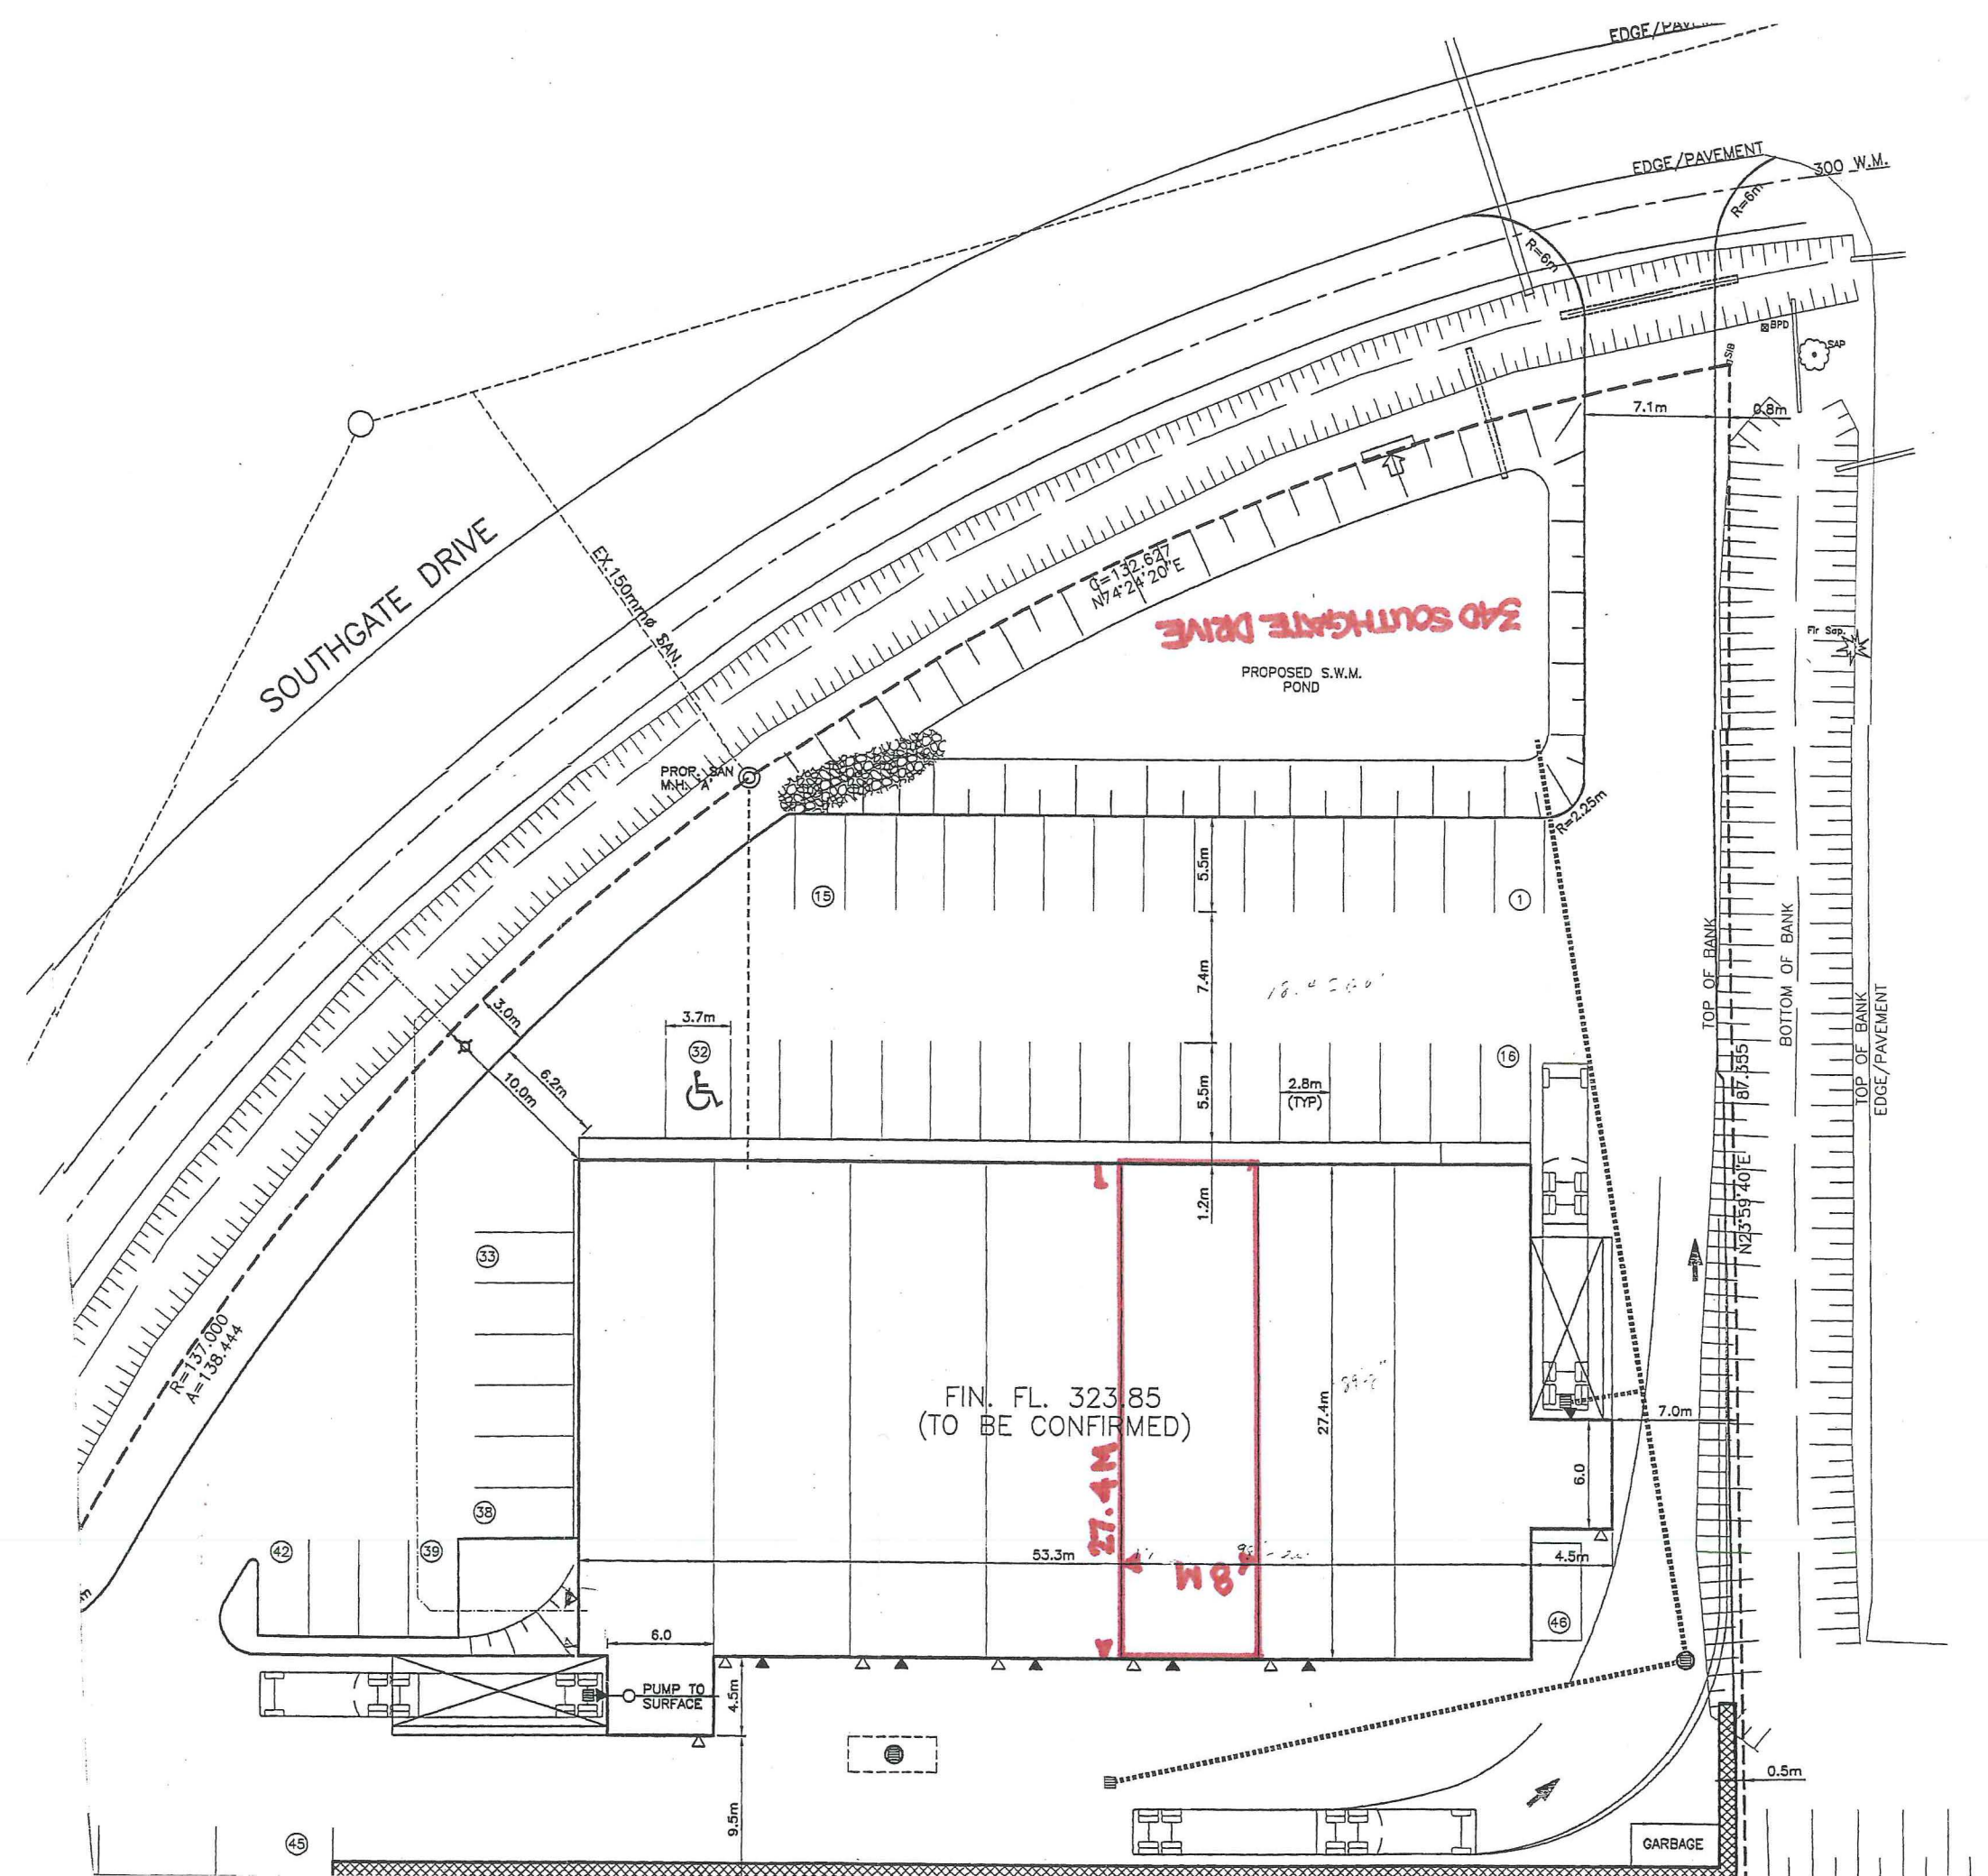 EDGE/PAVEMENT
300 W.M.
R=6m
R=6m
BPD
SAP
SIB
7.1m
0.8m
SOUTHGATE DRIVE
EX.150mmø SAN.
C=132.627
N74°24'20"E
340 SOUTHGATE DRIVE
PROPOSED S.W.M.
POND
Fir Sap.
PROP. SAN
M.H. 'A'
R=2.25m
15
1
5.5m
7.4m
TOP OF BANK
BOTTOM OF BANK
TOP OF BANK
EDGE/PAVEMENT
3.0m
6.2m
10.0m
3.7m
32
16
5.5m
2.8m
(TYP)
87.355
N23°59'40"E
1.2m
33
R=137.000
A=138.444
FIN. FL. 323.85
(TO BE CONFIRMED)
27.4m
27.4M
7.0m
6.0
38
42
39
53.3m
8M
4.5m
46
6.0
PUMP TO
SURFACE
4.5m
9.5m
0.5m
45
GARBAGE